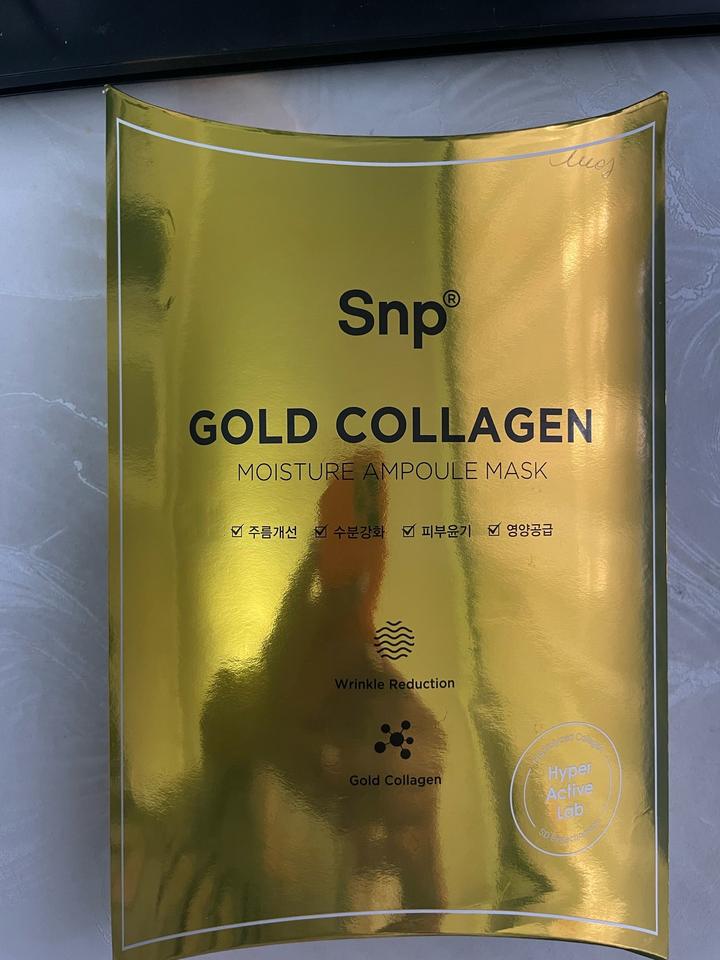 Snp®
GOLD COLLAGEN
MOISTURE AMPOULE MASK
☑ 주름개선 ☑ 수분강화 ☑ 피부윤기 ☑ 영양공급
Wrinkle Reduction
Gold Collagen
Collagen
Hyper
Active
Lab